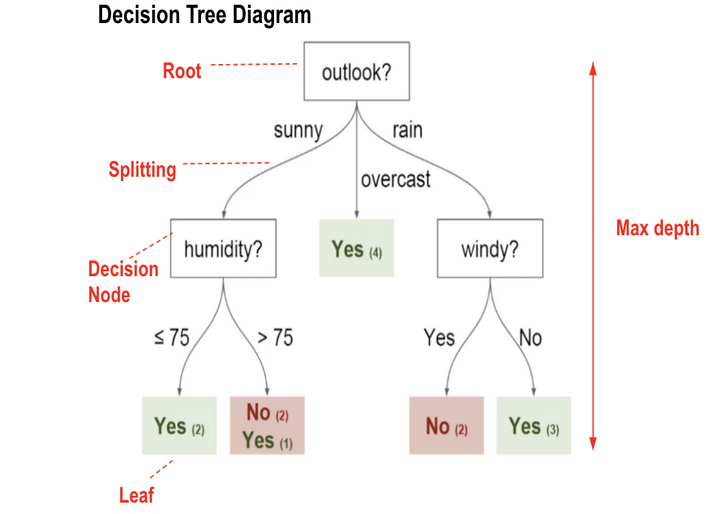 Decision Tree Diagram
Root
outlook?
sunny
rain
Splitting
overcast
Max depth
humidity?
Yes (4)
windy?
Decision
Node
≤ 75
> 75
Yes
No
Yes (2)
No (2)
Yes (1)
No (2)
Yes (3)
Leaf